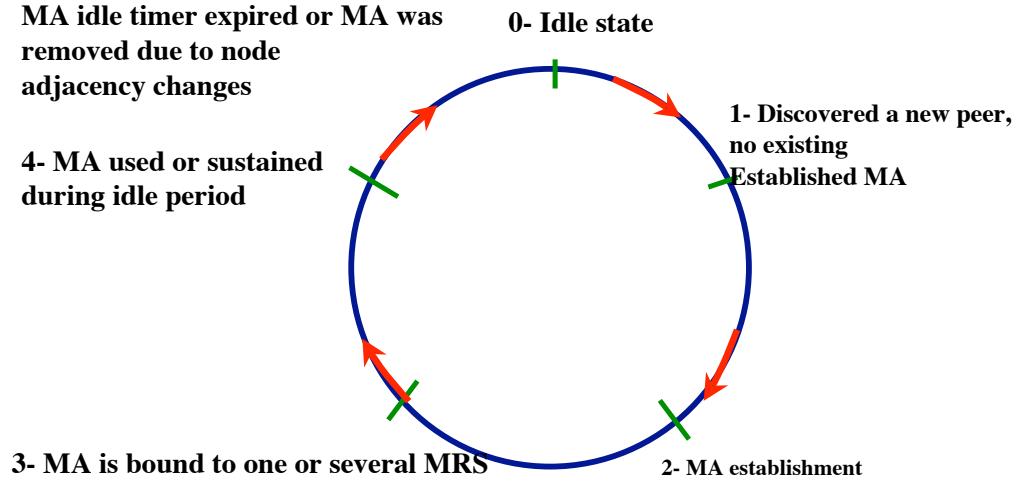 MA idle timer expired or MA was
removed due to node
adjacency changes
0- Idle state
1- Discovered a new peer,
no existing
Established MA
4- MA used or sustained
during idle period
3- MA is bound to one or several MRS
2- MA establishment